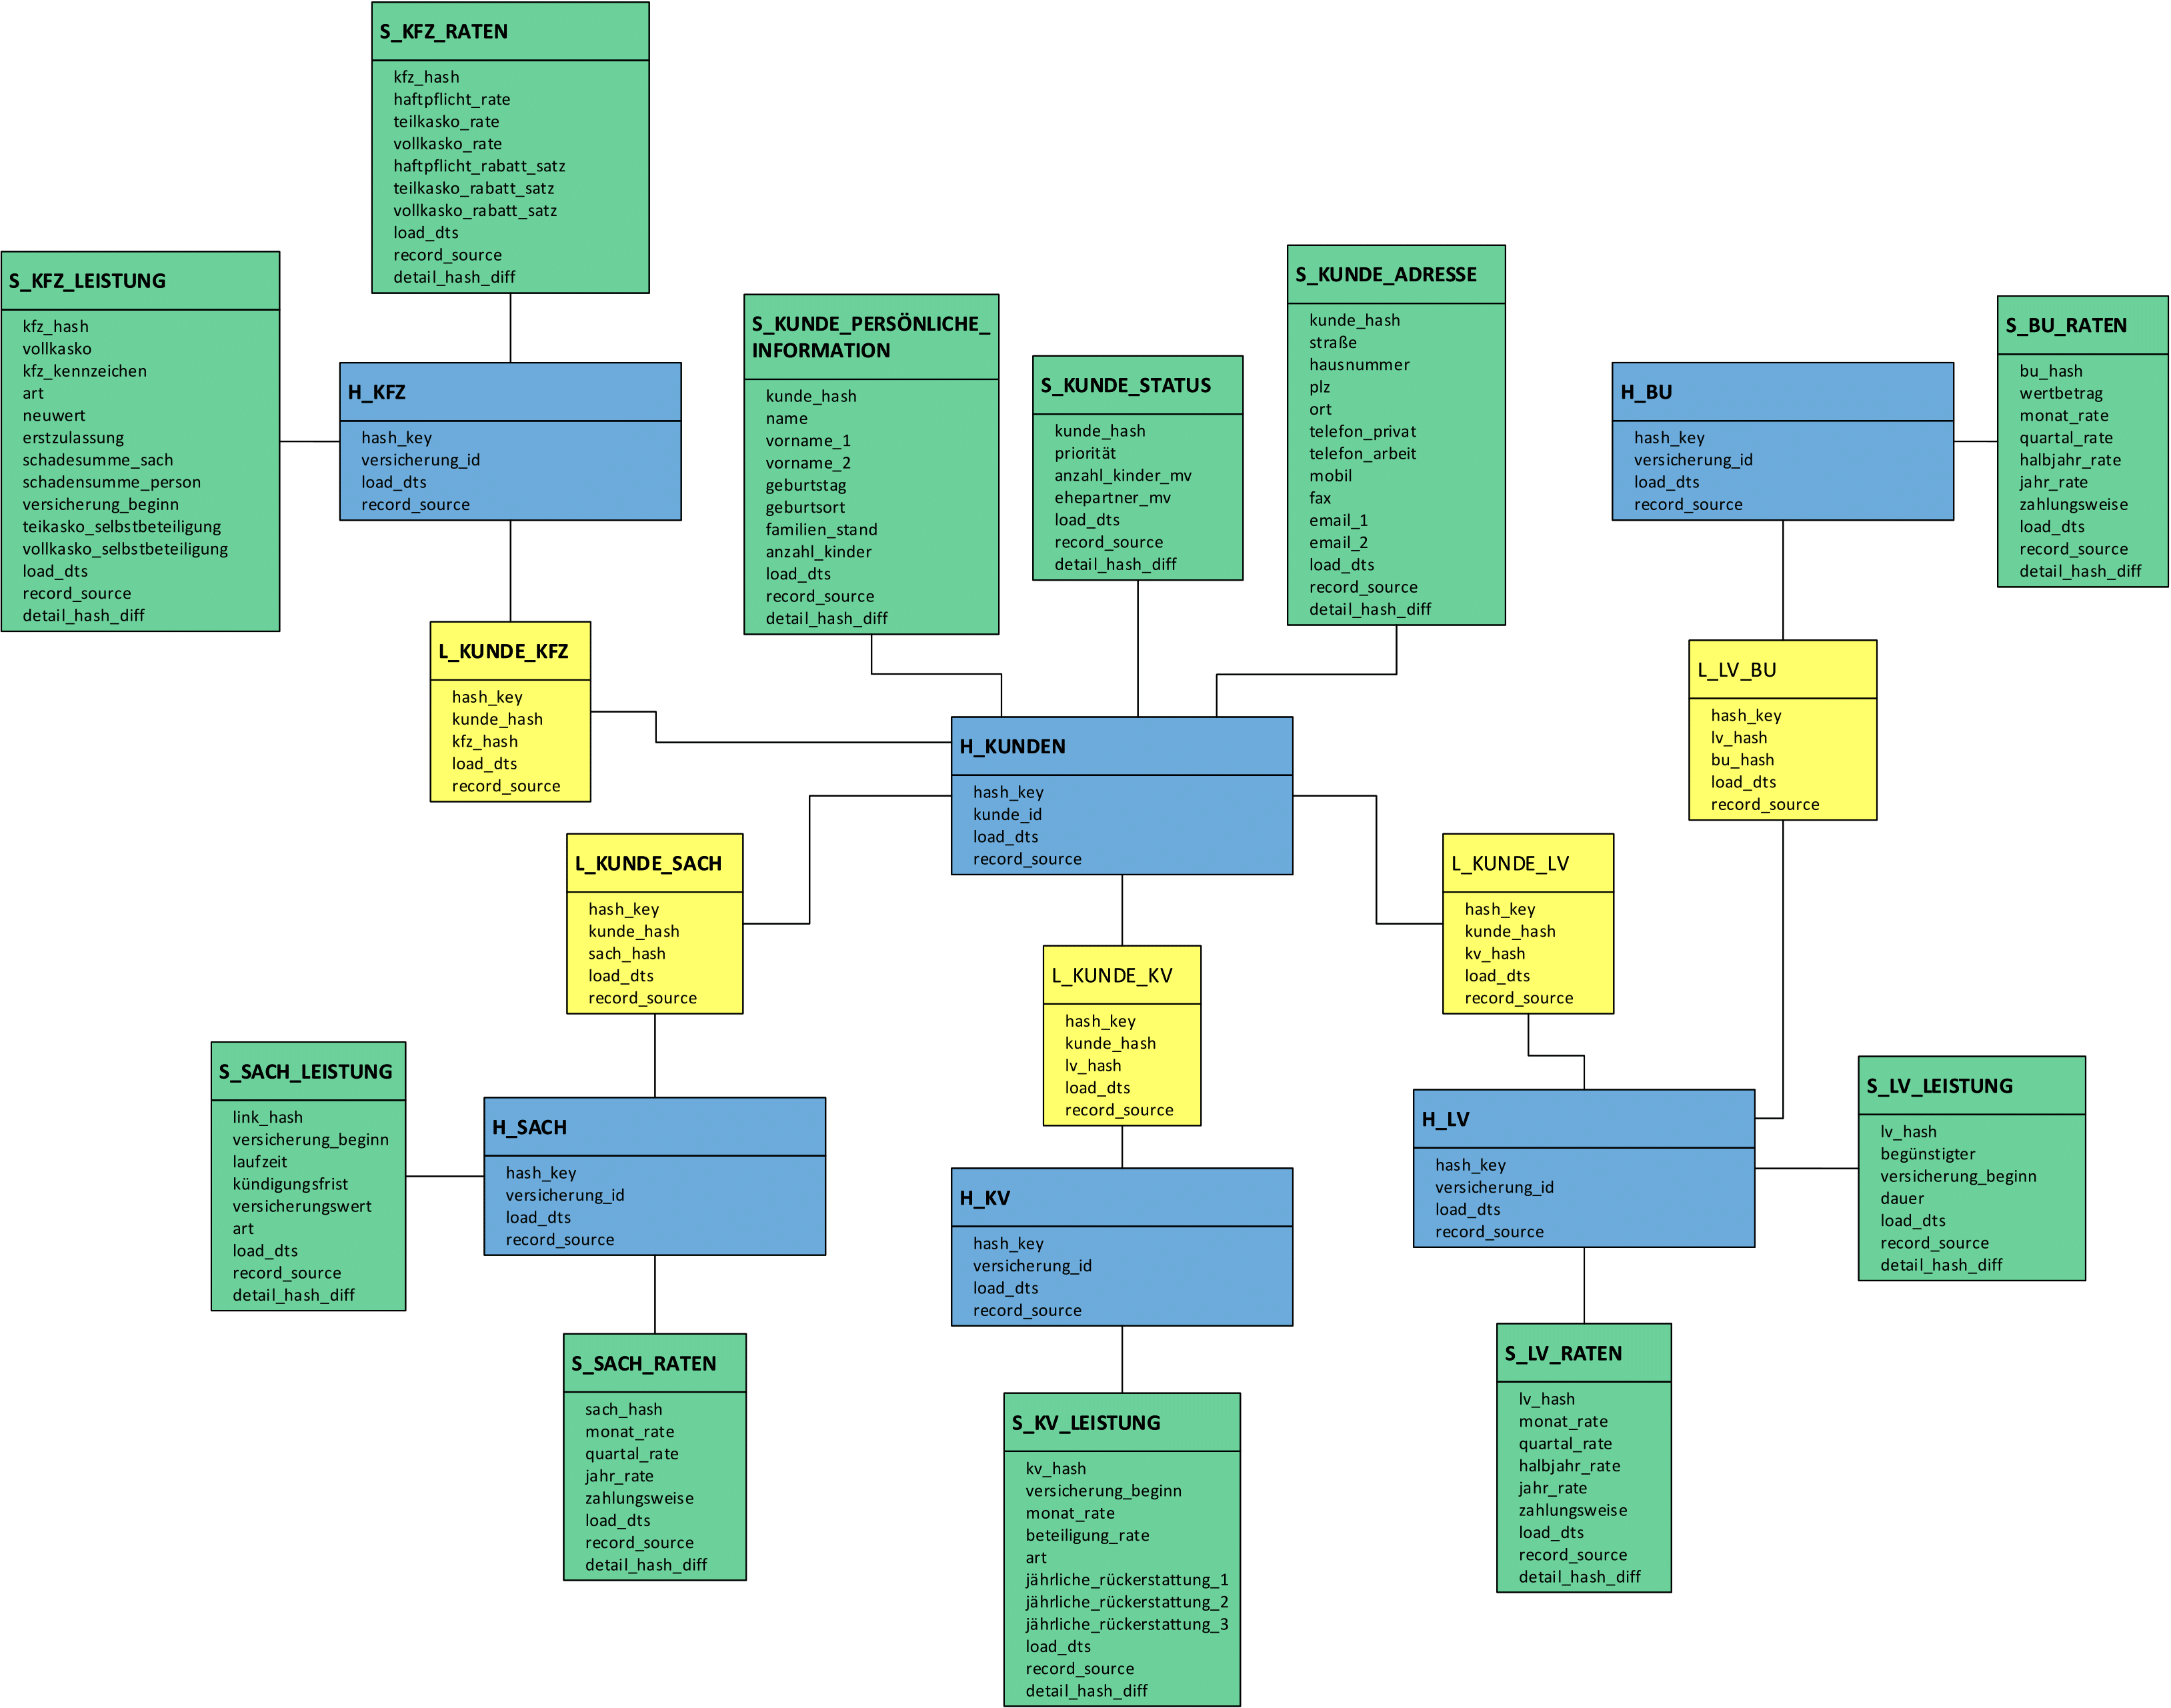 S_KFZ_RATEN
kfz_hash
haftpflicht_rate
teilkasko_rate
vollkasko_rate
haftpflicht_rabatt_satz
teilkasko_rabatt_satz
vollkasko_rabatt_satz
load_dts
record_source
detail_hash_diff
S_KFZ_LEISTUNG
kfz_hash
vollkasko
kfz_kennzeichen
art
neuwert
erstzulassung
schadesumme_sach
schadensumme_person
versicherung_beginn
teikasko_selbstbeteiligung
vollkasko_selbstbeteiligung
load_dts
record_source
detail_hash_diff
H_KFZ
hash_key
versicherung_id
load_dts
record_source
S_KUNDE_PERSÖNLICHE_
INFORMATION
kunde_hash
name
vorname_1
vorname_2
geburtstag
geburtsort
familien_stand
anzahl_kinder
load_dts
record_source
detail_hash_diff
S_KUNDE_STATUS
kunde_hash
priorität
anzahl_kinder_mv
ehepartner_mv
load_dts
record_source
detail_hash_diff
S_KUNDE_ADRESSE
kunde_hash
straße
hausnummer
plz
ort
telefon_privat
telefon_arbeit
mobil
fax
email_1
email_2
load_dts
record_source
detail_hash_diff
H_BU
hash_key
versicherung_id
load_dts
record_source
S_BU_RATEN
bu_hash
wertbetrag
monat_rate
quartal_rate
halbjahr_rate
jahr_rate
zahlungsweise
load_dts
record_source
detail_hash_diff
L_KUNDE_KFZ
hash_key
kunde_hash
kfz_hash
load_dts
record_source
H_KUNDEN
hash_key
kunde_id
load_dts
record_source
L_LV_BU
hash_key
lv_hash
bu_hash
load_dts
record_source
L_KUNDE_SACH
hash_key
kunde_hash
sach_hash
load_dts
record_source
L_KUNDE_KV
hash_key
kunde_hash
lv_hash
load_dts
record_source
L_KUNDE_LV
hash_key
kunde_hash
kv_hash
load_dts
record_source
S_SACH_LEISTUNG
link_hash
versicherung_beginn
laufzeit
kündigungsfrist
versicherungswert
art
load_dts
record_source
detail_hash_diff
H_SACH
hash_key
versicherung_id
load_dts
record_source
H_KV
hash_key
versicherung_id
load_dts
record_source
H_LV
hash_key
versicherung_id
load_dts
record_source
S_LV_LEISTUNG
lv_hash
begünstigter
versicherung_beginn
dauer
load_dts
record_source
detail_hash_diff
S_SACH_RATEN
sach_hash
monat_rate
quartal_rate
jahr_rate
zahlungsweise
load_dts
record_source
detail_hash_diff
S_KV_LEISTUNG
kv_hash
versicherung_beginn
monat_rate
beteiligung_rate
art
jährliche_rückerstattung_1
jährliche_rückerstattung_2
jährliche_rückerstattung_3
load_dts
record_source
detail_hash_diff
S_LV_RATEN
lv_hash
monat_rate
quartal_rate
halbjahr_rate
jahr_rate
zahlungsweise
load_dts
record_source
detail_hash_diff